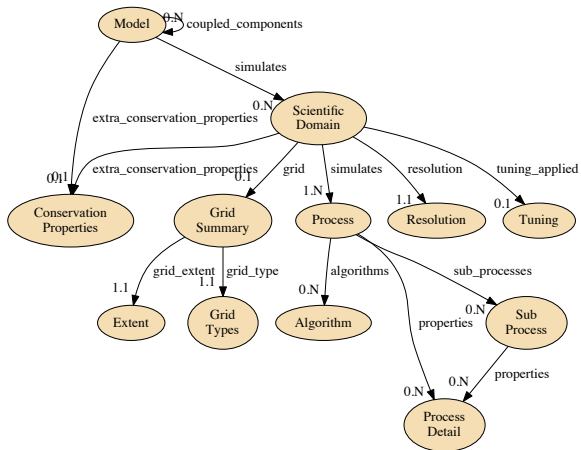 Model
0.N
coupled_components
simulates
0.N
Scientific
Domain
extra_conservation_properties
extra_conservation_properties
grid
simulates
resolution
tuning_applied
0.1
0.1
0.1
1.N
1.1
0.1
Conservation
Properties
Grid
Summary
Process
Resolution
Tuning
grid_extent
grid_type
algorithms
sub_processes
1.1
1.1
0.N
0.N
Extent
Grid
Types
Algorithm
properties
Sub
Process
properties
0.N
0.N
Process
Detail